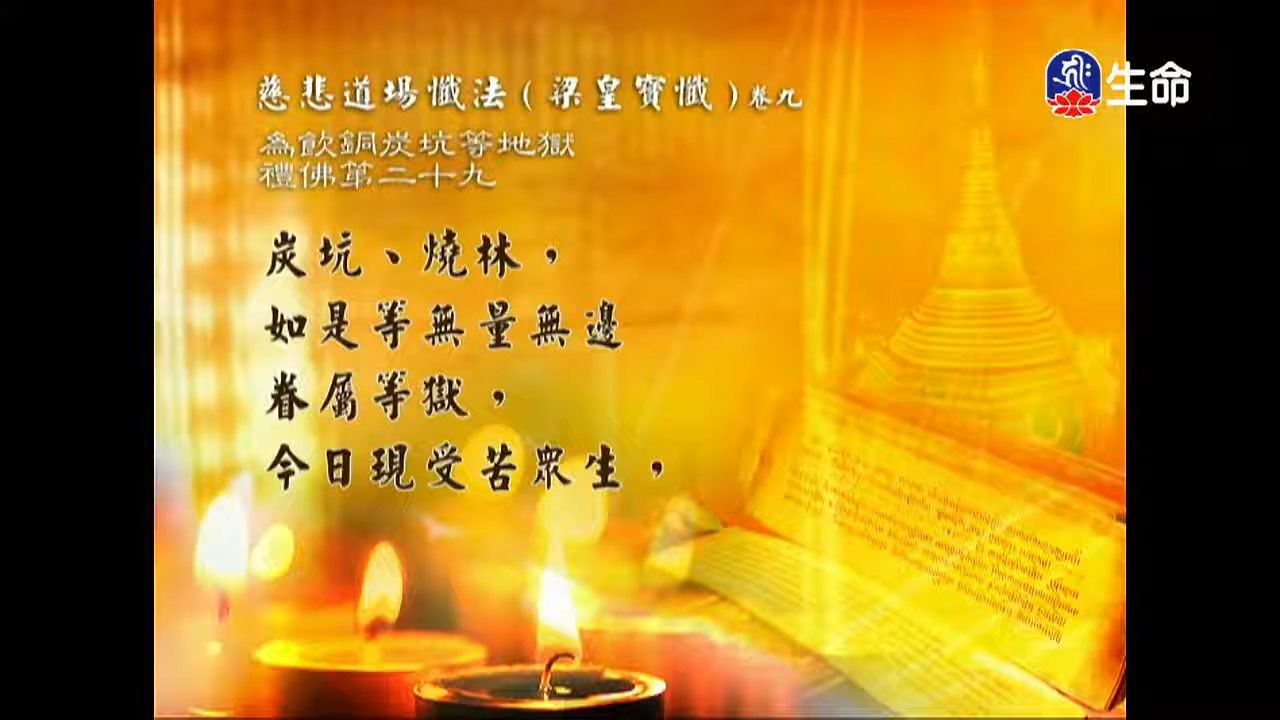 慈悲道場懺法(梁皇寶懺)卷九
生命
為飲銅炭坑等地獄
禮佛第二十九
炭坑、燒林，
如是等無量無邊
眷屬等獄，
今日現受苦眾生，